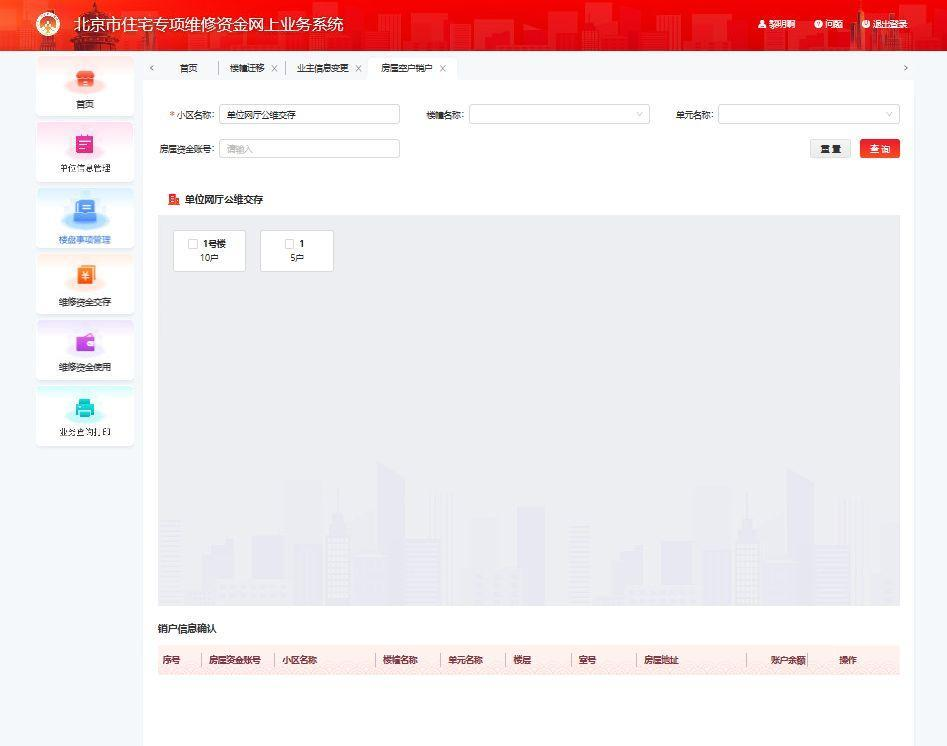 北京市住宅专项维修资金网上业务系统
黎明啊 问题 退出登录
首页 楼幢迁移 业主信息变更 房屋空户销户
首页
单位信息管理
楼盘事项管理
维修资金交存
维修资金使用
业务查询打印
* 小区名称: 单位网厅公维交存 楼幢名称: 单元名称:
房屋资金账号: 请输入 重 置 查 询
单位网厅公维交存
1号楼 1
10户 5户
销户信息确认
序号 房屋资金账号 小区名称 楼幢名称 单元名称 楼层 室号 房屋地址 账户余额 操作